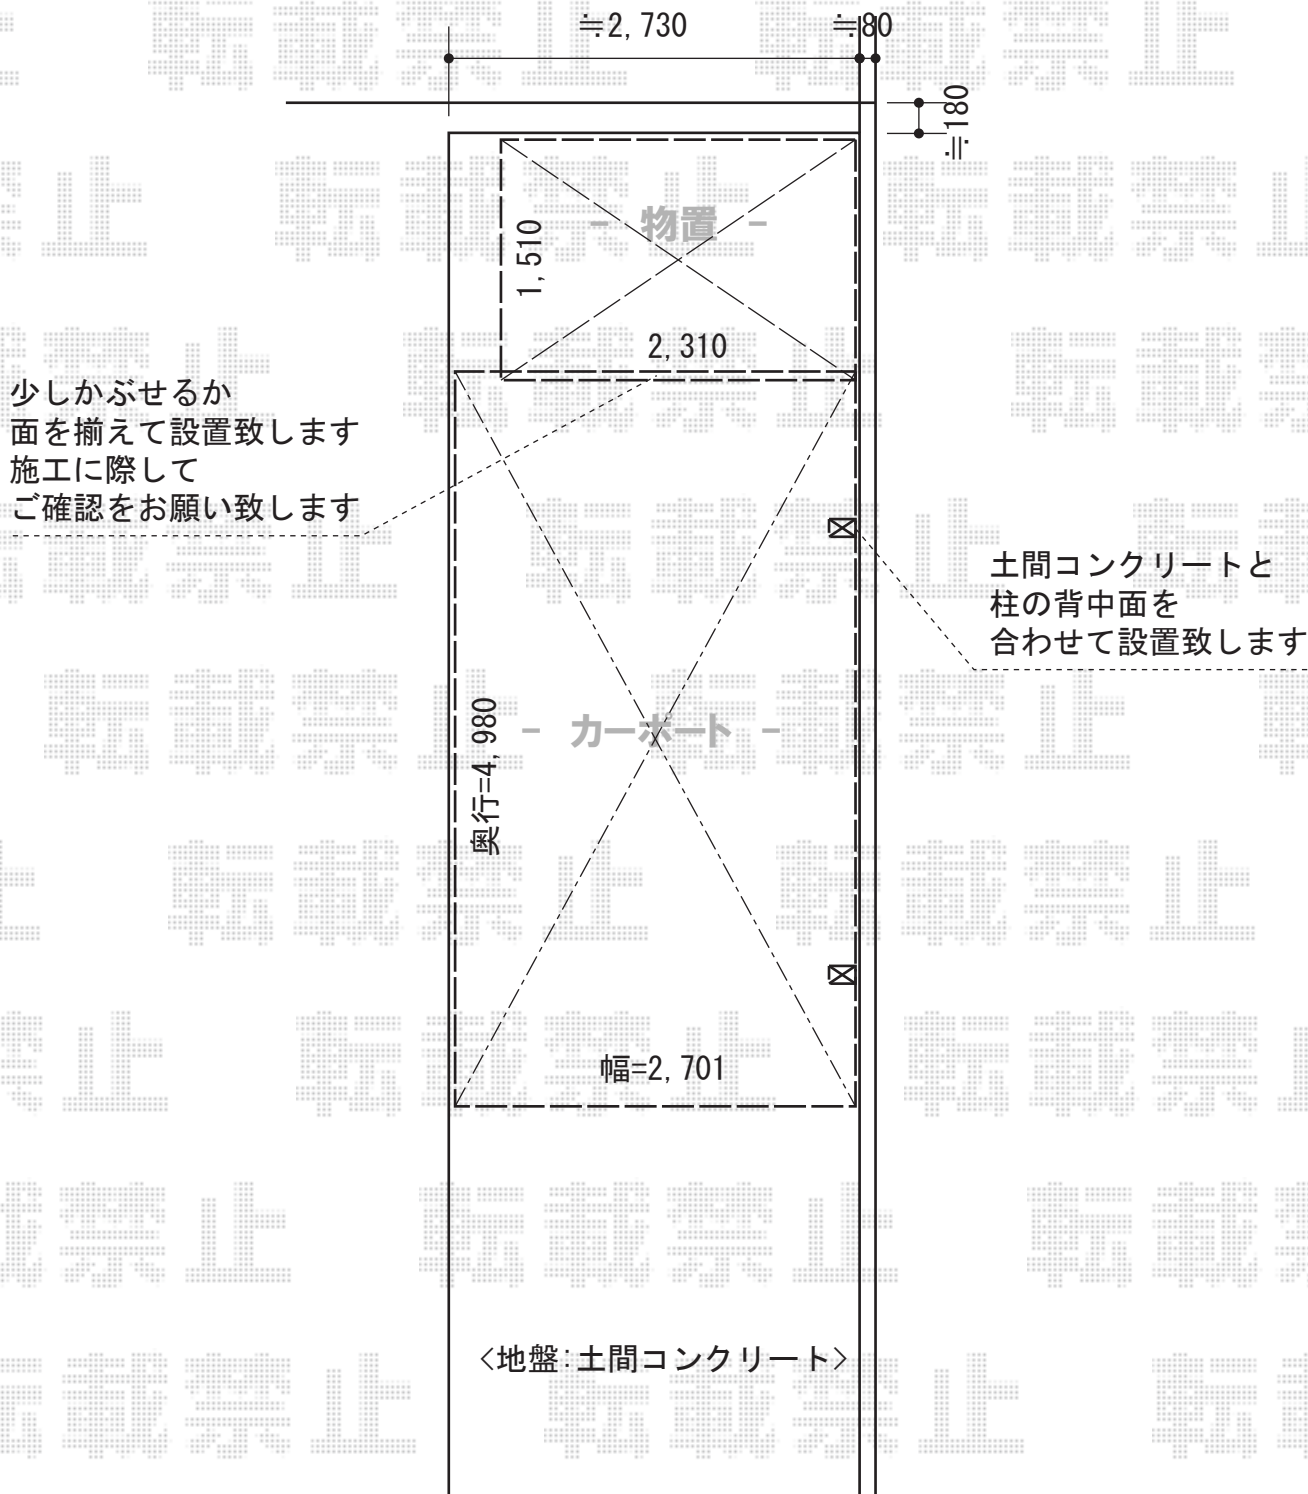 ≒2,730
≒80
≒180
- 物置 -
1,510
2,310
少しかぶせるか
面を揃えて設置致します
施工に際して
ご確認をお願い致します
土間コンクリートと
柱の背中面を
合わせて設置致します
- カーポート -
奥行=4,980
幅=2,701
<地盤:土間コンクリート>
転載禁止